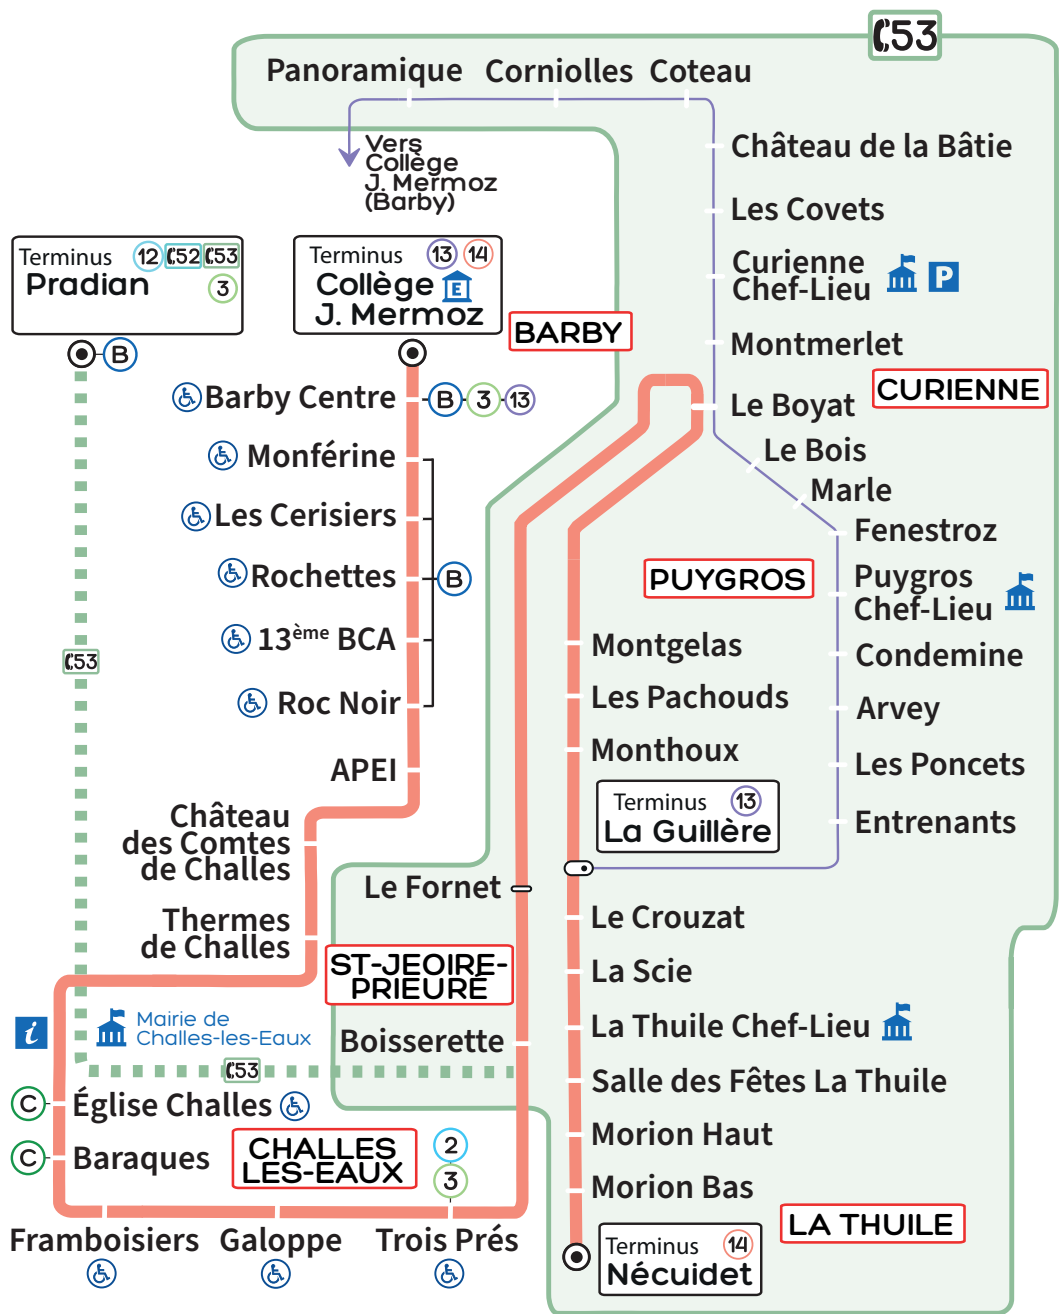 53
Panoramique
Corniolles
Coteau
Vers
Collège
J. Mermoz
(Barby)
Château de la Bâtie
Les Covets
Curienne
Chef-Lieu
P
Montmerlet
Le Boyat
CURIENNE
Le Bois
Marle
Fenestroz
Puygros
Chef-Lieu
PUYGROS
Condemine
Arvey
Les Poncets
Entrenants
Terminus 12 52 53
Pradian 3
B
Terminus 13 14
Collège E
J. Mermoz
BARBY
Barby Centre B 3 13
Monférine
Les Cerisiers
Rochettes B
13ème BCA
Roc Noir
APEI
Château
des Comtes
de Challes
Thermes
de Challes
53
i
Mairie de
Challes-les-Eaux
53
C Église Challes
C Baraques
CHALLES
LES-EAUX
2
3
Framboisiers
Galoppe
Trois Prés
Le Fornet
ST-JEOIRE-
PRIEURÉ
Boisserette
Montgelas
Les Pachouds
Monthoux
Terminus 13
La Guillère
Le Crouzat
La Scie
La Thuile Chef-Lieu
Salle des Fêtes La Thuile
Morion Haut
Morion Bas
LA THUILE
Terminus 14
Nécuidet